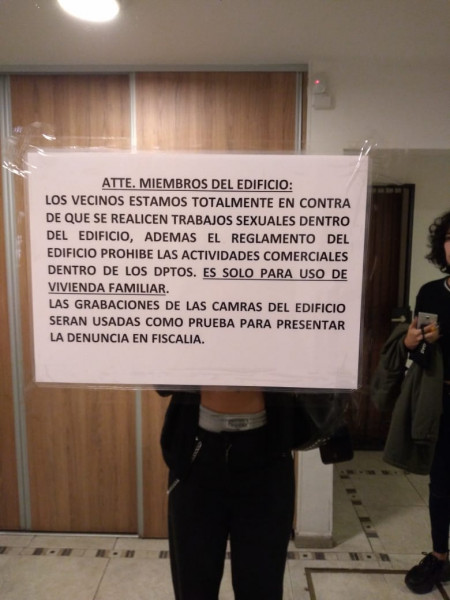 ATTE. MIEMBROS DEL EDIFICIO:
LOS VECINOS ESTAMOS TOTALMENTE EN CONTRA
DE QUE SE REALICEN TRABAJOS SEXUALES DENTRO
DEL EDIFICIO, ADEMAS EL REGLAMENTO DEL
EDIFICIO PROHIBE LAS ACTIVIDADES COMERCIALES
DENTRO DE LOS DPTOS. ES SOLO PARA USO DE
VIVIENDA FAMILIAR.
LAS GRABACIONES DE LAS CAMRAS DEL EDIFICIO
SERAN USADAS COMO PRUEBA PARA PRESENTAR
LA DENUNCIA EN FISCALIA.